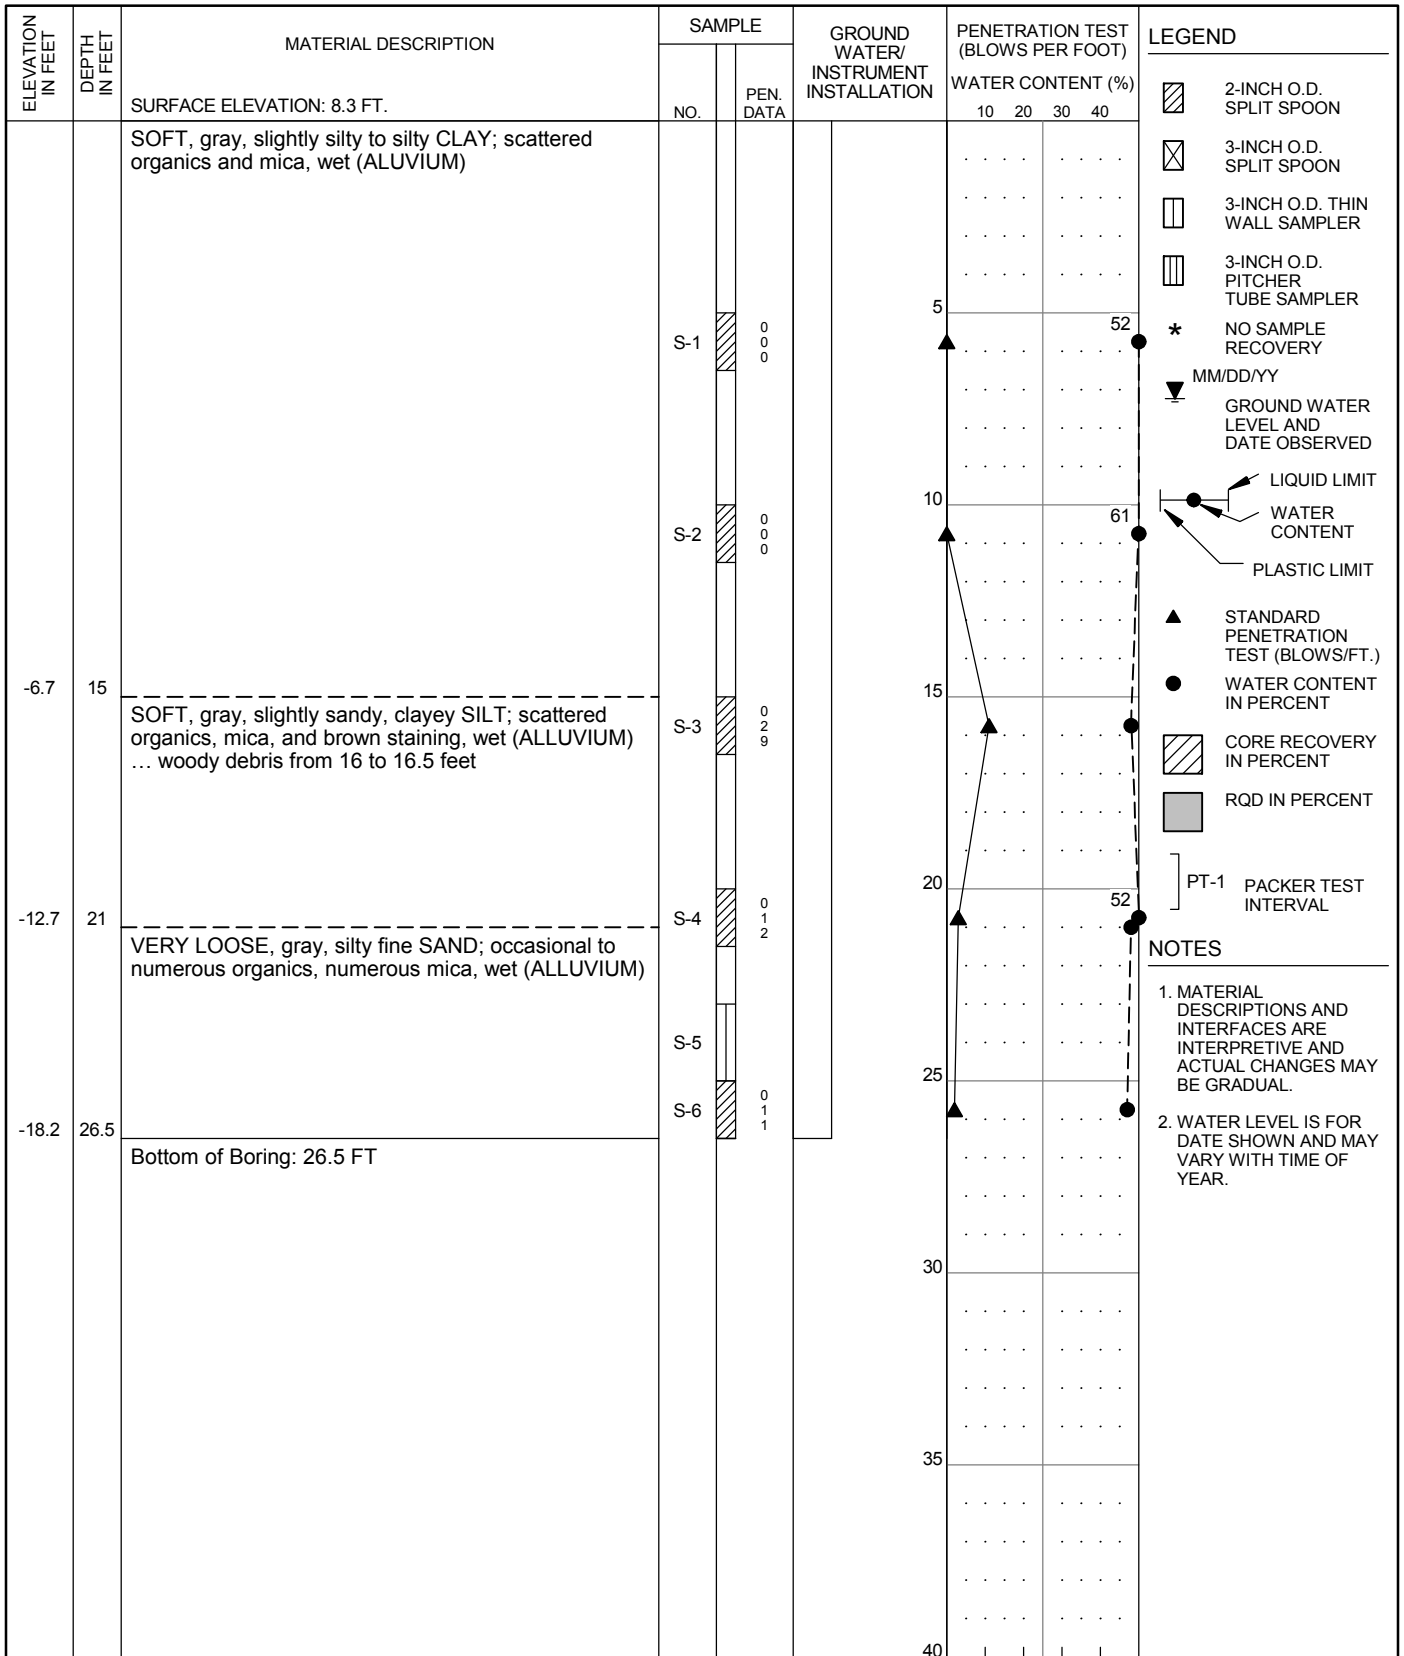 ELEVATION
IN FEET
DEPTH
IN FEET
MATERIAL DESCRIPTION
SURFACE ELEVATION: 8.3 FT.
SAMPLE
NO.
PEN.
DATA
GROUND
WATER/
INSTRUMENT
INSTALLATION
PENETRATION TEST
(BLOWS PER FOOT)
WATER CONTENT (%)
10 20 30 40
SOFT, gray, slightly silty to silty CLAY; scattered
organics and mica, wet (ALUVIUM)
5
S-1
0
0
0
52
10
S-2
0
0
0
61
-6.7 15
15
SOFT, gray, slightly sandy, clayey SILT; scattered
organics, mica, and brown staining, wet (ALLUVIUM)
… woody debris from 16 to 16.5 feet
S-3
0
2
9
20
-12.7 21
S-4
0
1
2
52
VERY LOOSE, gray, silty fine SAND; occasional to
numerous organics, numerous mica, wet (ALLUVIUM)
S-5
25
S-6
0
1
1
-18.2 26.5
Bottom of Boring: 26.5 FT
30
35
40
LEGEND
2-INCH O.D.
SPLIT SPOON
3-INCH O.D.
SPLIT SPOON
3-INCH O.D. THIN
WALL SAMPLER
3-INCH O.D.
PITCHER
TUBE SAMPLER
* NO SAMPLE
RECOVERY
MM/DD/YY
GROUND WATER
LEVEL AND
DATE OBSERVED
LIQUID LIMIT
WATER
CONTENT
PLASTIC LIMIT
STANDARD
PENETRATION
TEST (BLOWS/FT.)
WATER CONTENT
IN PERCENT
CORE RECOVERY
IN PERCENT
RQD IN PERCENT
PT-1 PACKER TEST
INTERVAL
NOTES
1. MATERIAL
DESCRIPTIONS AND
INTERFACES ARE
INTERPRETIVE AND
ACTUAL CHANGES MAY
BE GRADUAL.
2. WATER LEVEL IS FOR
DATE SHOWN AND MAY
VARY WITH TIME OF
YEAR.